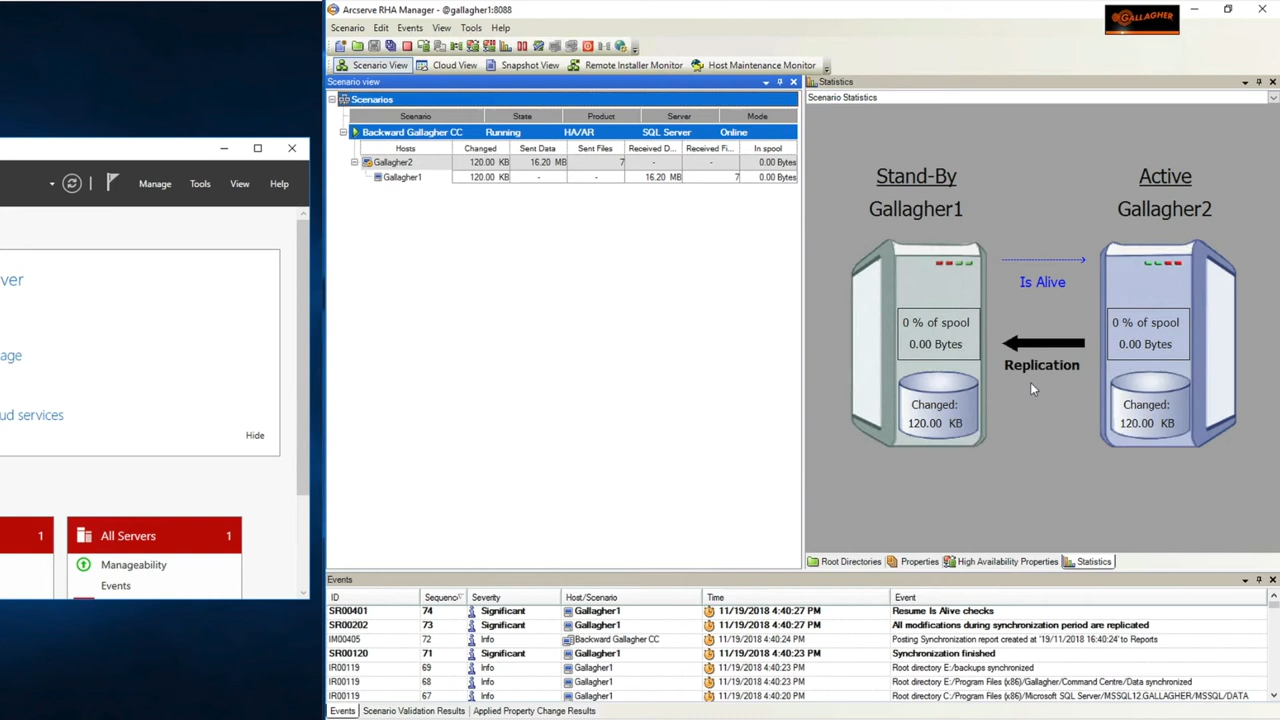 Arcserve RHA Manager - @gallagher1:8088
GALLAGHER
Scenario Edit Events View Tools Help
Scenario View Cloud View Snapshot View Remote Installer Monitor Host Maintenance Monitor
Scenario view
Scenarios
Scenario State Product Server Mode
Backward Gallagher CC Running HA/AR SQL Server Online
Hosts Changed Sent Data Sent Files Received D... Received Fi... In spool
Gallagher2 120.00 KB 16.20 MB 7 - - 0.00 Bytes
Gallagher1 120.00 KB - - 16.20 MB 7 0.00 Bytes
Statistics
Scenario Statistics
Stand-By
Gallagher1
Active
Gallagher2
Is Alive
0 % of spool
0.00 Bytes
Replication
0 % of spool
0.00 Bytes
Changed:
120.00 KB
Changed:
120.00 KB
Root Directories Properties High Availability Properties Statistics
Manage Tools View Help
ver
age
ud services
Hide
1
All Servers 1
Manageability
Events
Events
ID Sequenc Severity Host/Scenario Time Event
SR00401 74 Significant Gallagher1 11/19/2018 4:40:27 PM Resume Is Alive checks
SR00202 73 Significant Gallagher1 11/19/2018 4:40:27 PM All modifications during synchronization period are replicated
IM00405 72 Info Backward Gallagher CC 11/19/2018 4:40:24 PM Posting Synchronization report created at '19/11/2018 16:40:24' to Reports
SR00120 71 Significant Gallagher1 11/19/2018 4:40:23 PM Synchronization finished
IR00119 69 Info Gallagher1 11/19/2018 4:40:23 PM Root directory E:/backups synchronized
IR00119 68 Info Gallagher1 11/19/2018 4:40:23 PM Root directory E:/Program Files (x86)/Gallagher/Command Centre/Data synchronized
IR00119 67 Info Gallagher1 11/19/2018 4:40:20 PM Root directory C:/Program Files (x86)/Microsoft SQL Server/MSSQL12.GALLAGHER/MSSQL/DATA
Events Scenario Validation Results Applied Property Change Results